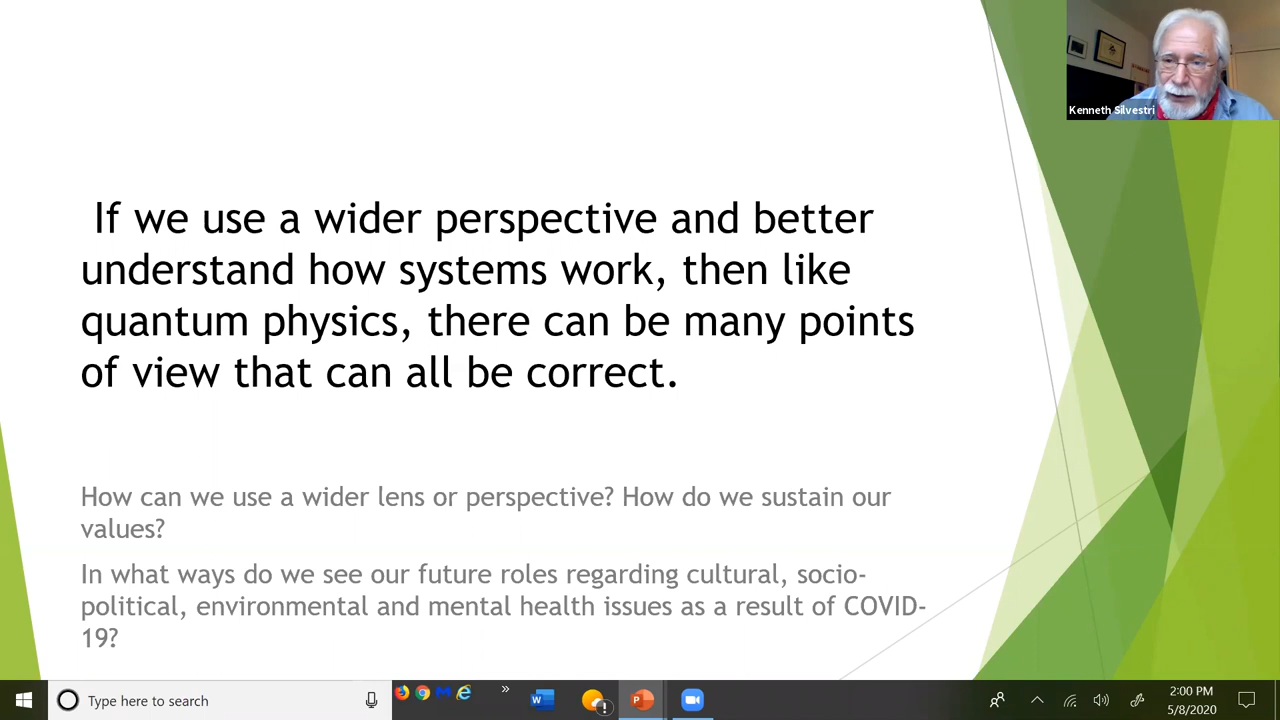 Kenneth Silvestri
If we use a wider perspective and better
understand how systems work, then like
quantum physics, there can be many points
of view that can all be correct.
How can we use a wider lens or perspective? How do we sustain our
values?
In what ways do we see our future roles regarding cultural, socio-
political, environmental and mental health issues as a result of COVID-
19?
Type here to search
2:00 PM
5/8/2020